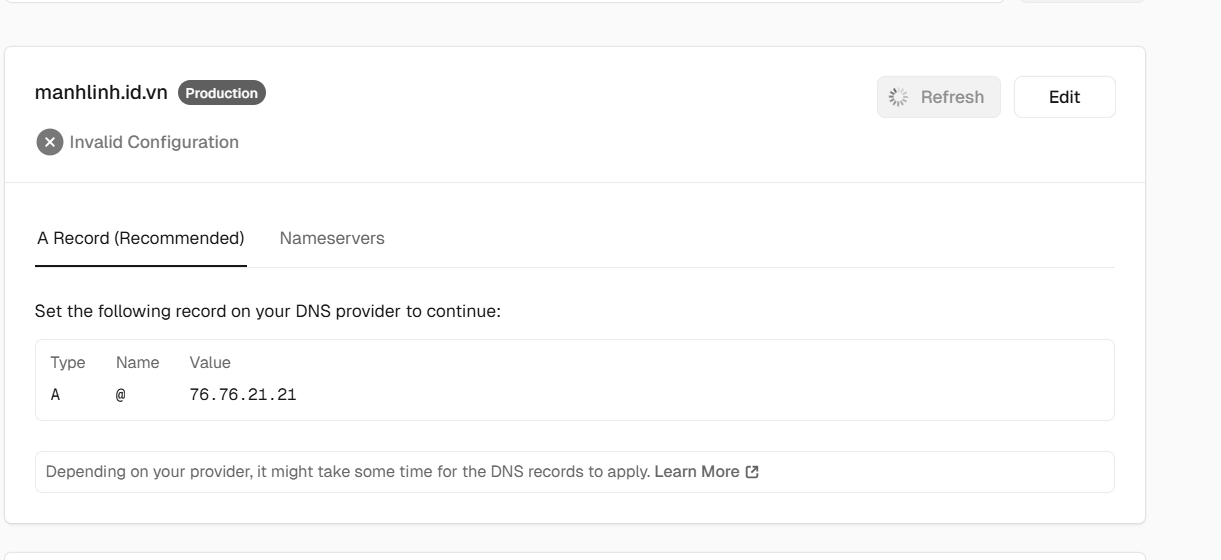 manhlinh.id.vn Production
Refresh Edit
Invalid Configuration
A Record (Recommended) Nameservers
Set the following record on your DNS provider to continue:
Type Name Value
A @ 76.76.21.21
Depending on your provider, it might take some time for the DNS records to apply. Learn More